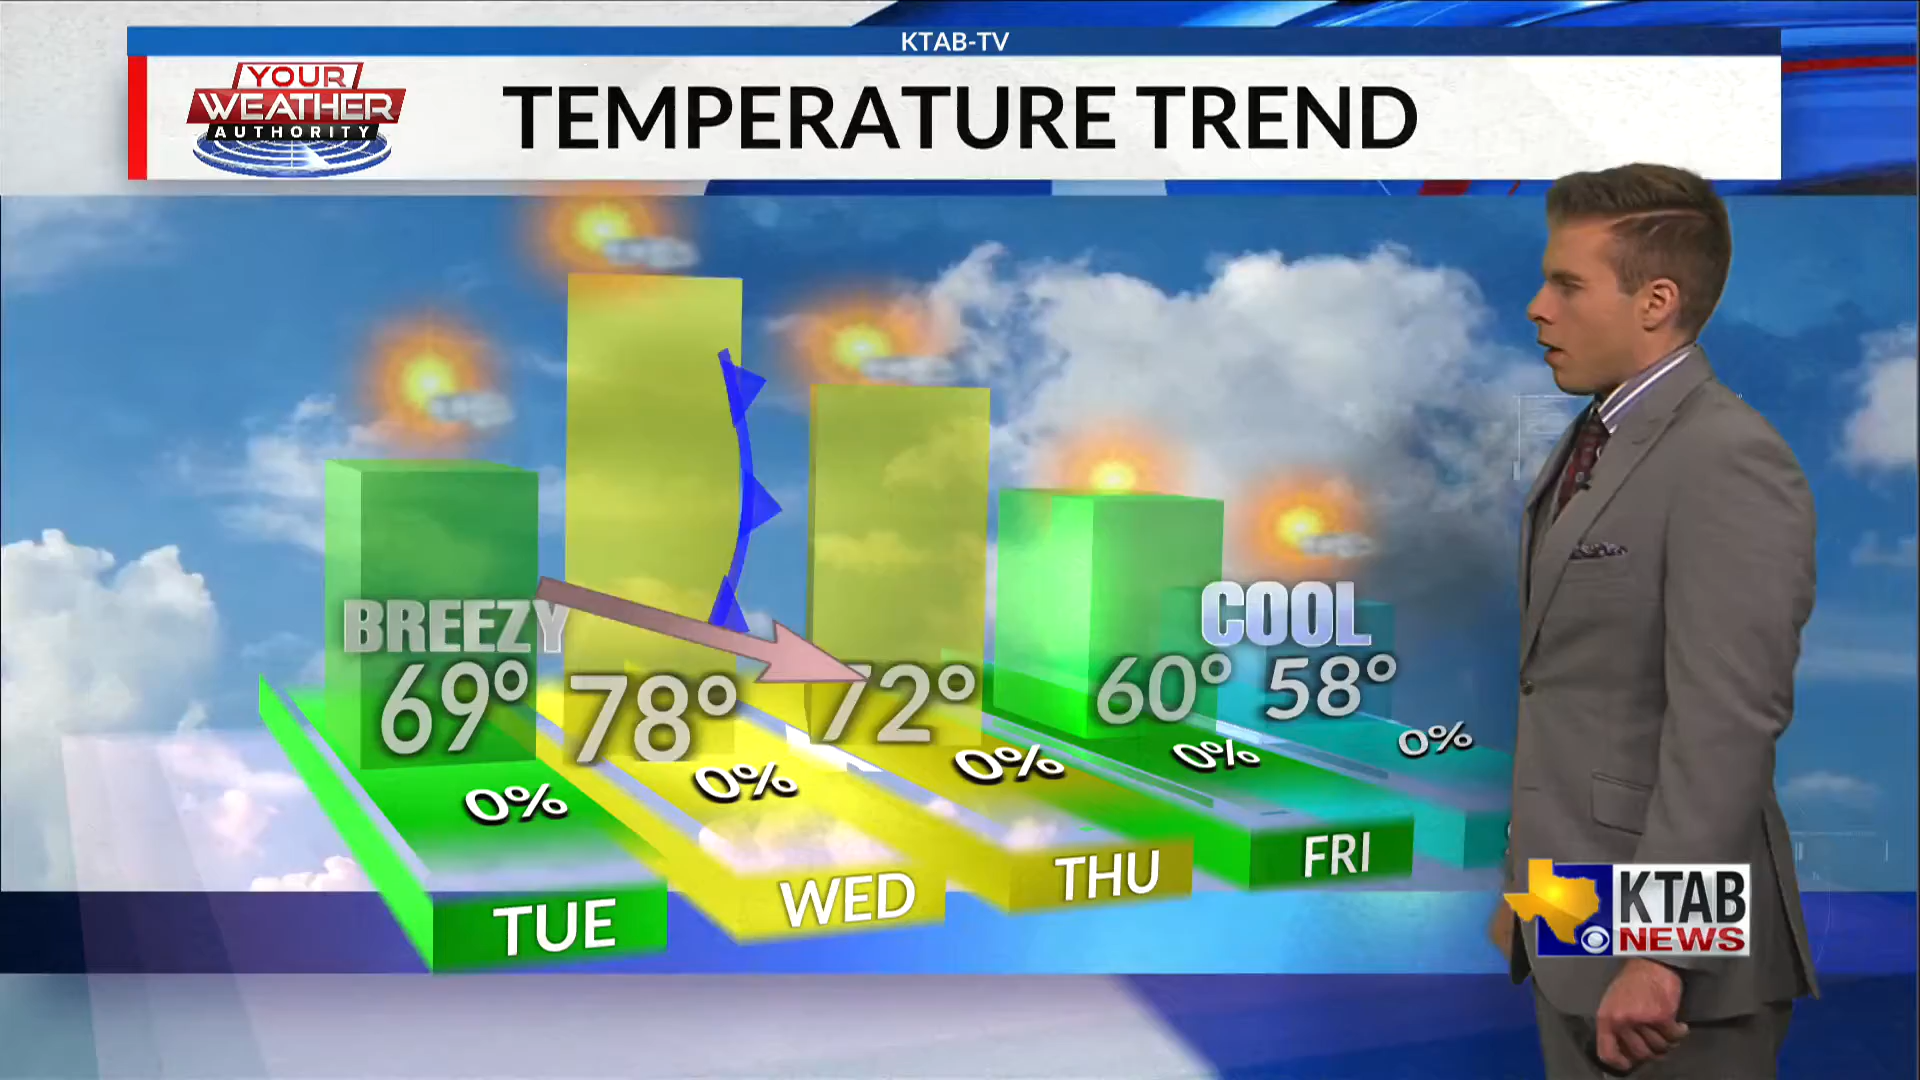 KTAB-TV
YOUR
WEATHER
AUTHORITY
TEMPERATURE TREND
BREEZY
COOL
69° 78° 72° 60° 58°
0% 0% 0% 0% 0%
TUE WED THU FRI
KTAB
NEWS